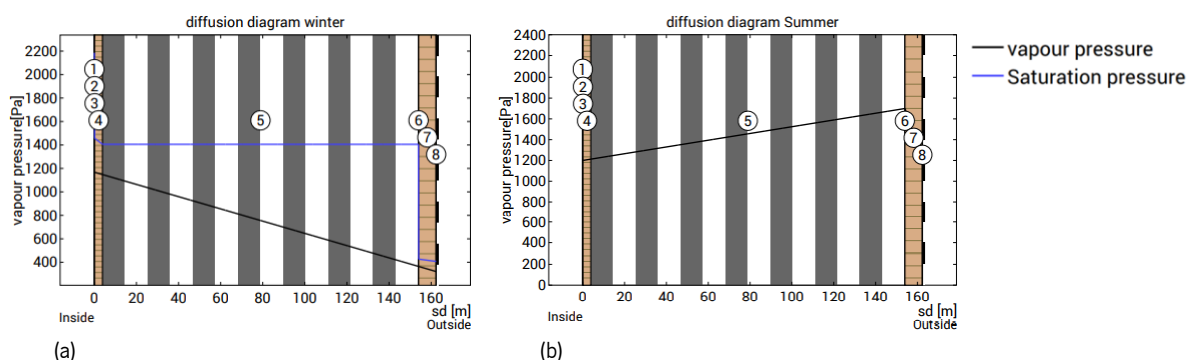 diffusion diagram winter
2200
2000
1800
1600
1400
1200
1000
800
600
400
vapour pressure[Pa]
1
2
3
4
5
6
7
8
0 20 40 60 80 100 120 140 160
sd [m]
Inside
Outside
(a)
diffusion diagram Summer
2400
2200
2000
1800
1600
1400
1200
1000
800
600
400
200
0
vapour pressure[Pa]
1
2
3
4
5
6
7
8
0 20 40 60 80 100 120 140 160
sd [m]
Inside
Outside
(b)
vapour pressure
Saturation pressure